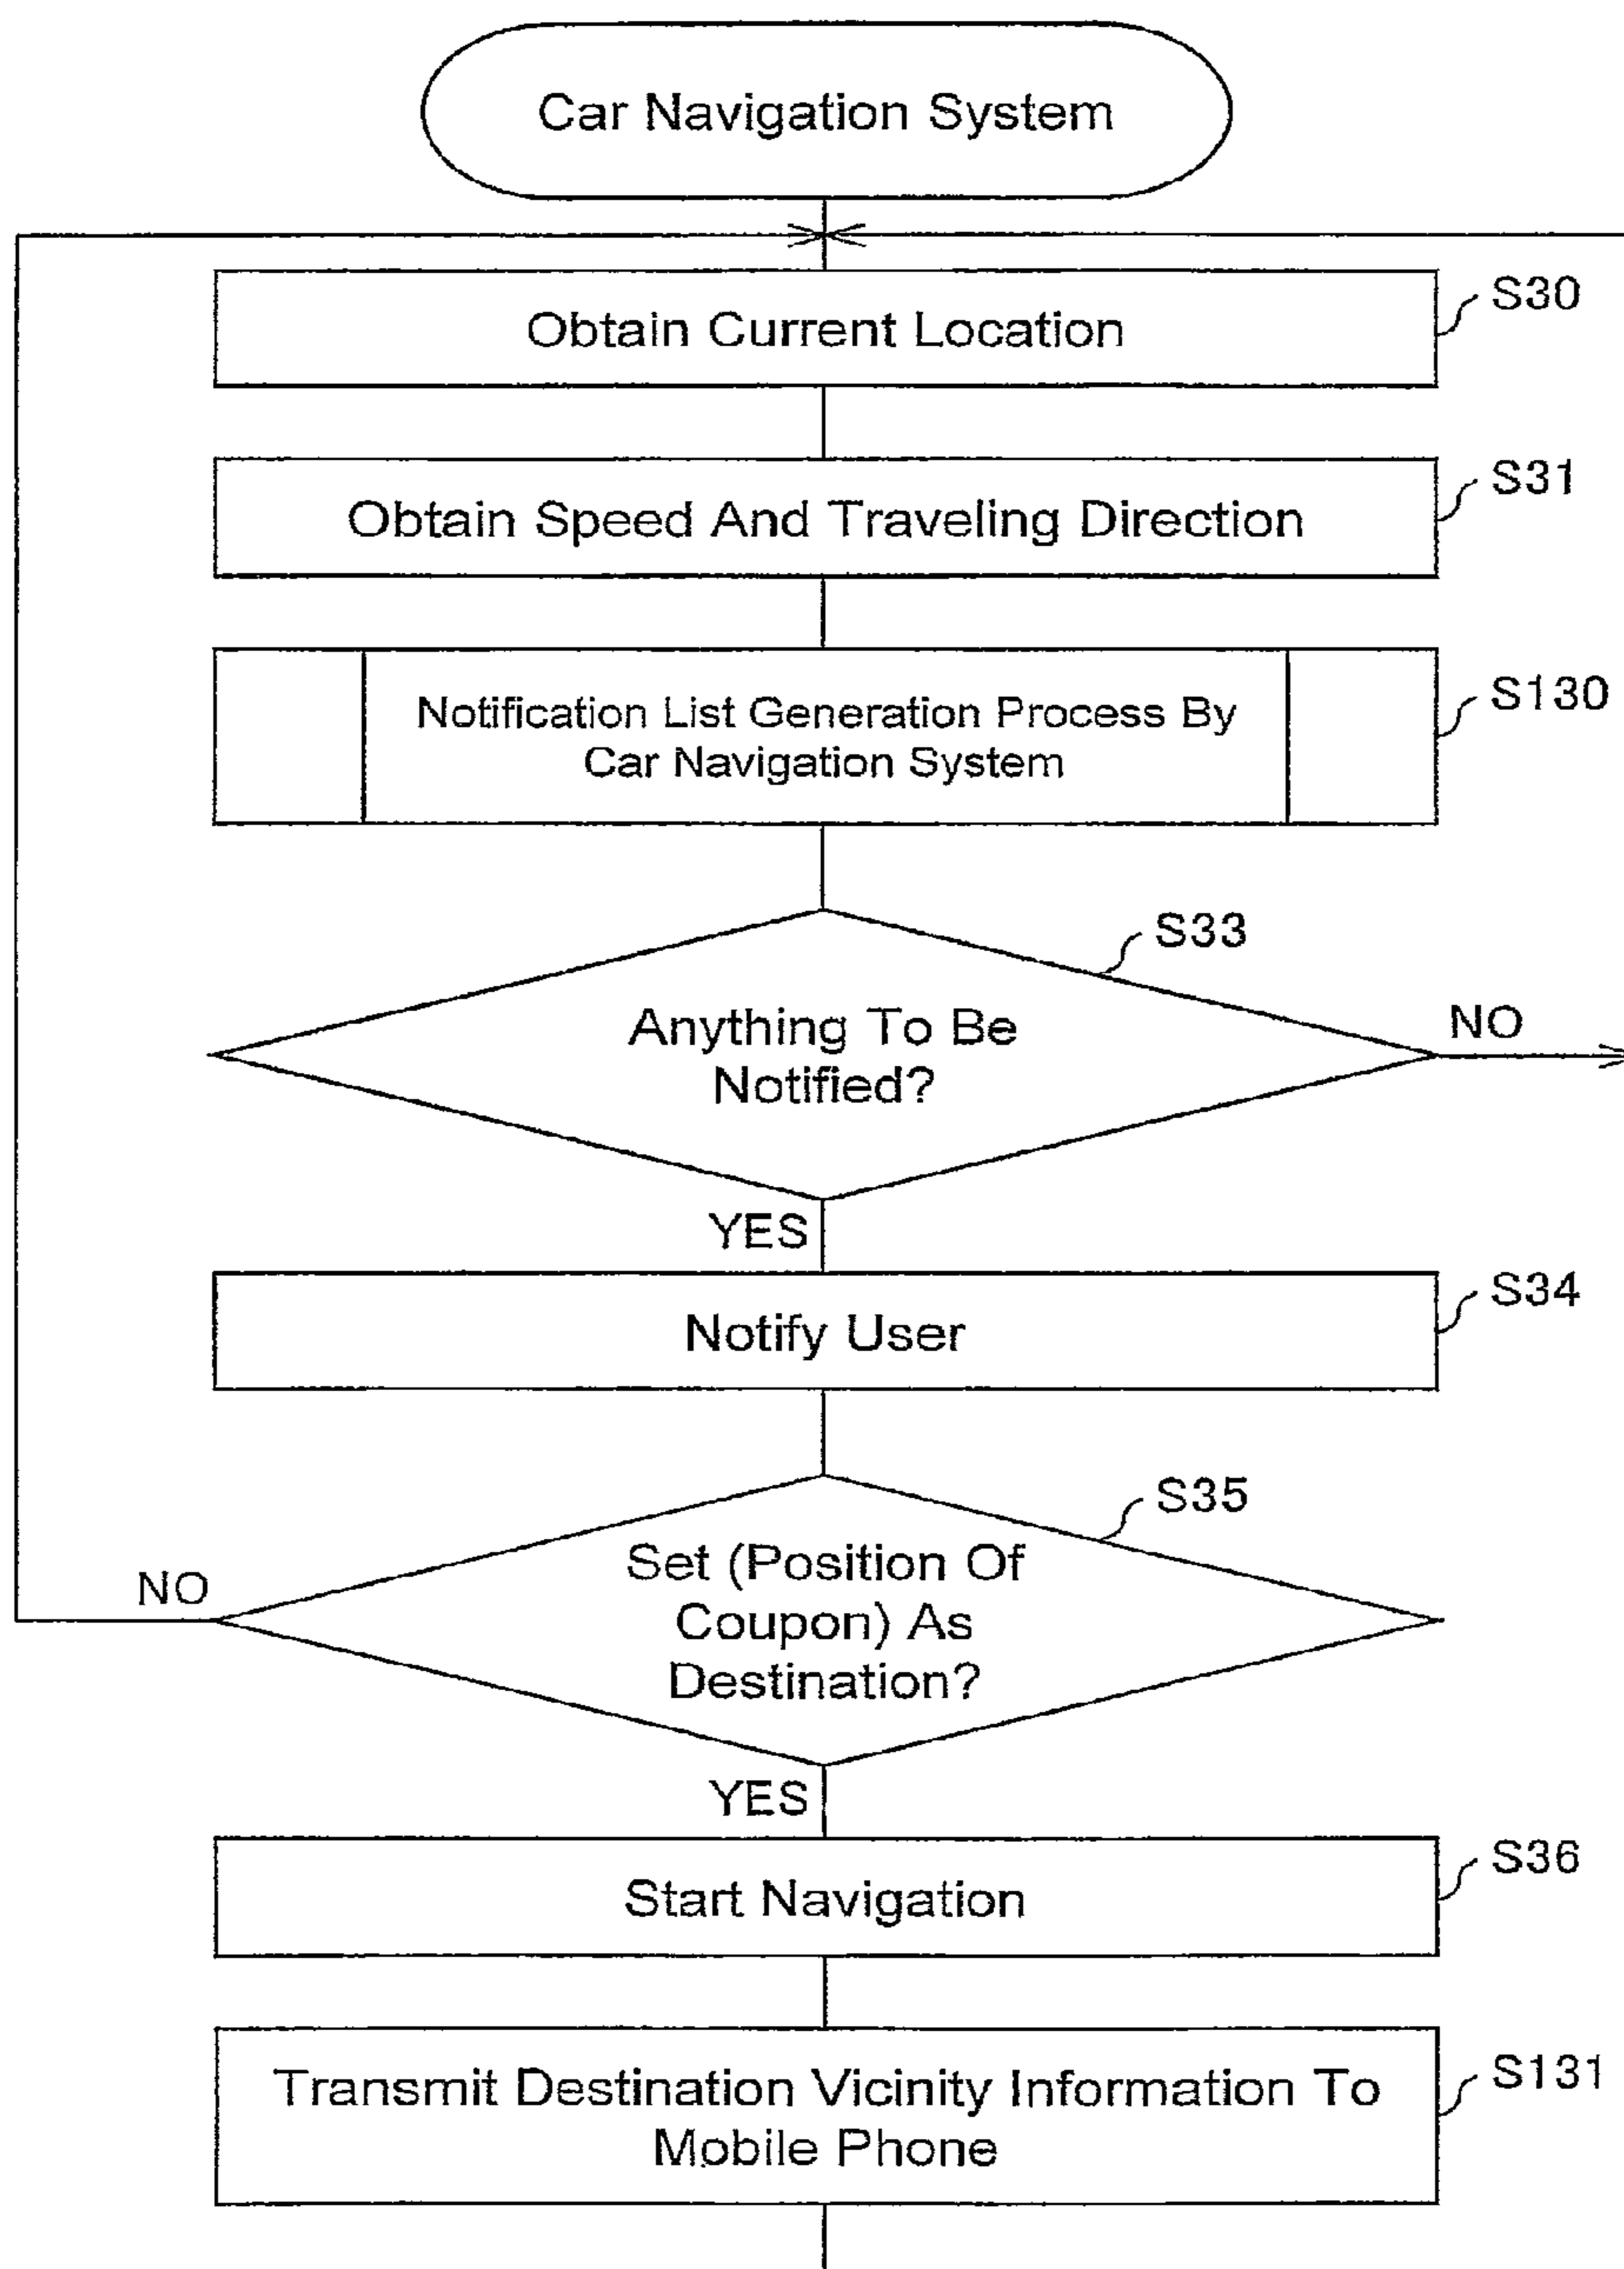 Car Navigation System
S30
Obtain Current Location
S31
Obtain Speed And Traveling Direction
S130
Notification List Generation Process By
Car Navigation System
S33
Anything To Be
Notified?
NO
YES
S34
Notify User
S35
Set (Position Of
Coupon) As
Destination?
NO
YES
S36
Start Navigation
S131
Transmit Destination Vicinity Information To
Mobile Phone